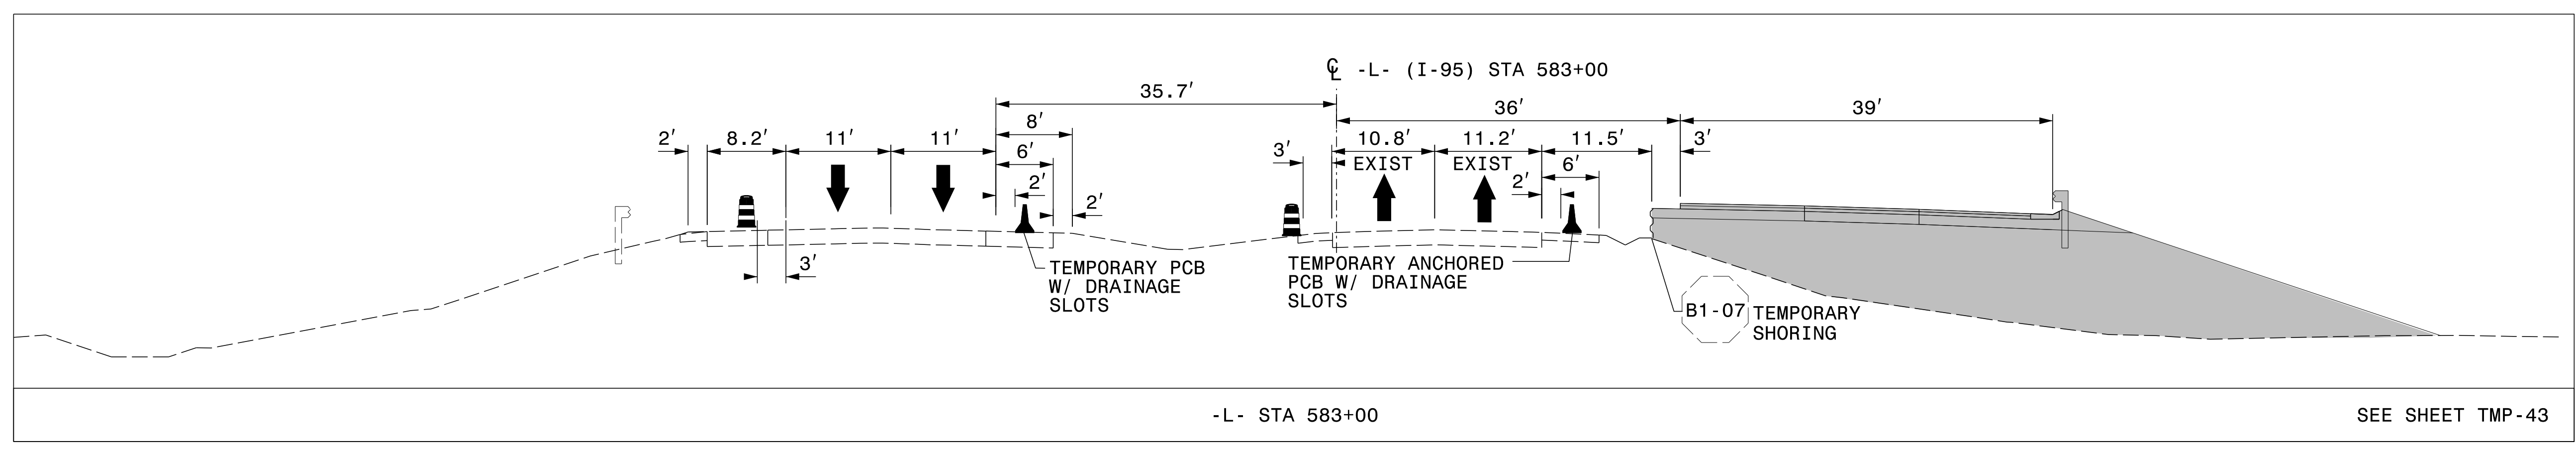 ℄ -L- (I-95) STA 583+00
35.7'
36'
39'
8'
2' 8.2' 11' 11' 10.8' 11.2' 11.5' 3'
6' 3' EXIST EXIST 6'
2' 2'
2'
3'
TEMPORARY PCB
W/ DRAINAGE
SLOTS
TEMPORARY ANCHORED
PCB W/ DRAINAGE
SLOTS
B1-07
TEMPORARY
SHORING
-L- STA 583+00
SEE SHEET TMP-43